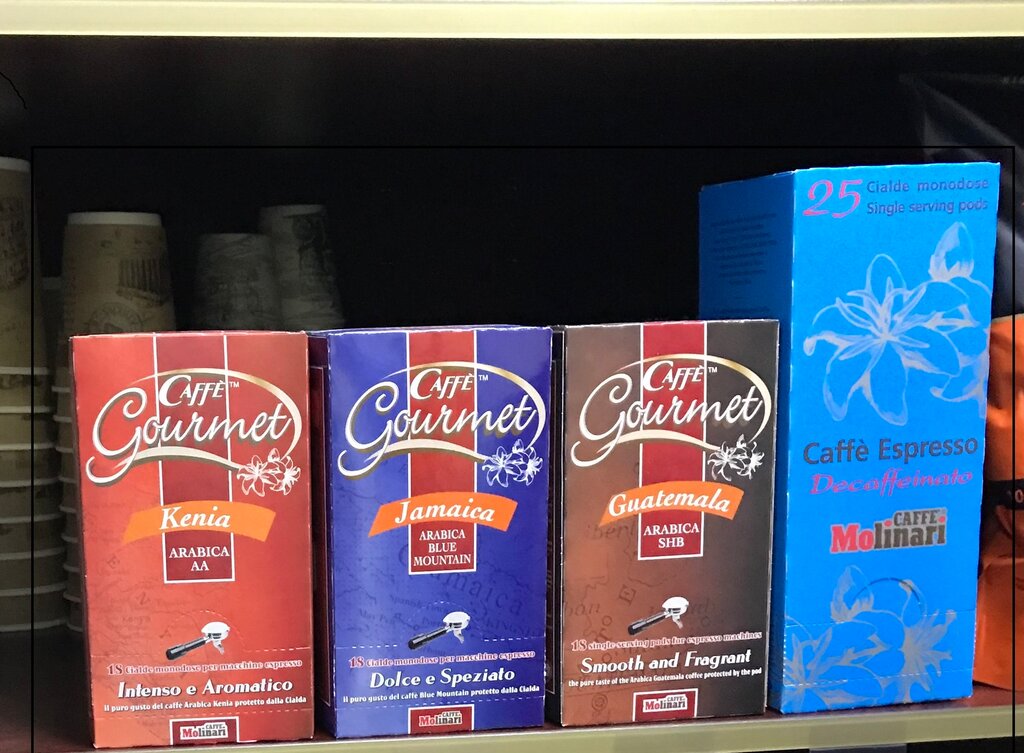 CAFFÈ™
Gourmet
Kenia
ARABICA
AA
18 Cialde monodose per macchine espresso
Intenso e Aromatico
il puro gusto del caffè Arabica Kenia protetto dalla Cialda
CAFFÈ
Molinari
CAFFÈ™
Gourmet
Jamaica
ARABICA
BLUE
MOUNTAIN
18 Cialde monodose per macchine espresso
Dolce e Speziato
il puro gusto del caffè Blue Mountain protetto dalla Cialda
CAFFÈ
Molinari
CAFFÈ™
Gourmet
Guatemala
ARABICA
SHB
18 single serving pods for espresso machines
Smooth and Fragrant
the pure taste of the Arabica Guatemala coffee protected by the pod
CAFFÈ
Molinari
25 Cialde monodose
Single serving pods
Caffè Espresso
Decaffeinato
CAFFÈ
Molinari